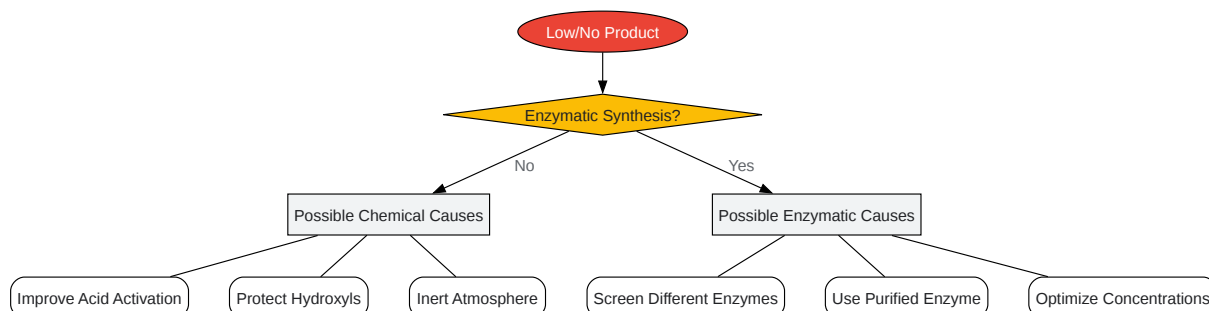 Low/No Product
Enzymatic Synthesis?
No
Yes
Possible Chemical Causes
Possible Enzymatic Causes
Improve Acid Activation
Protect Hydroxyls
Inert Atmosphere
Screen Different Enzymes
Use Purified Enzyme
Optimize Concentrations